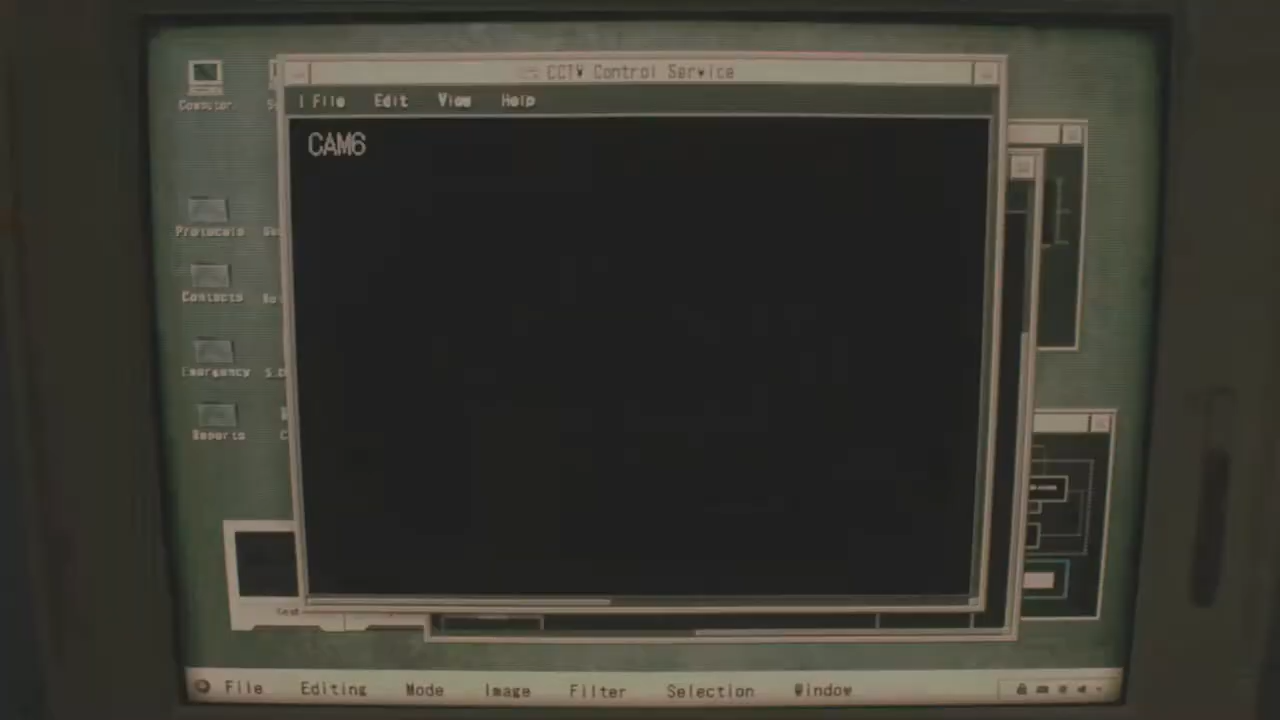 CCTV Control Service
File Edit View Help
CAM6
Computer
Protocols
Contacts
Emergency
Reports
File Editing Mode Image Filter Selection Window